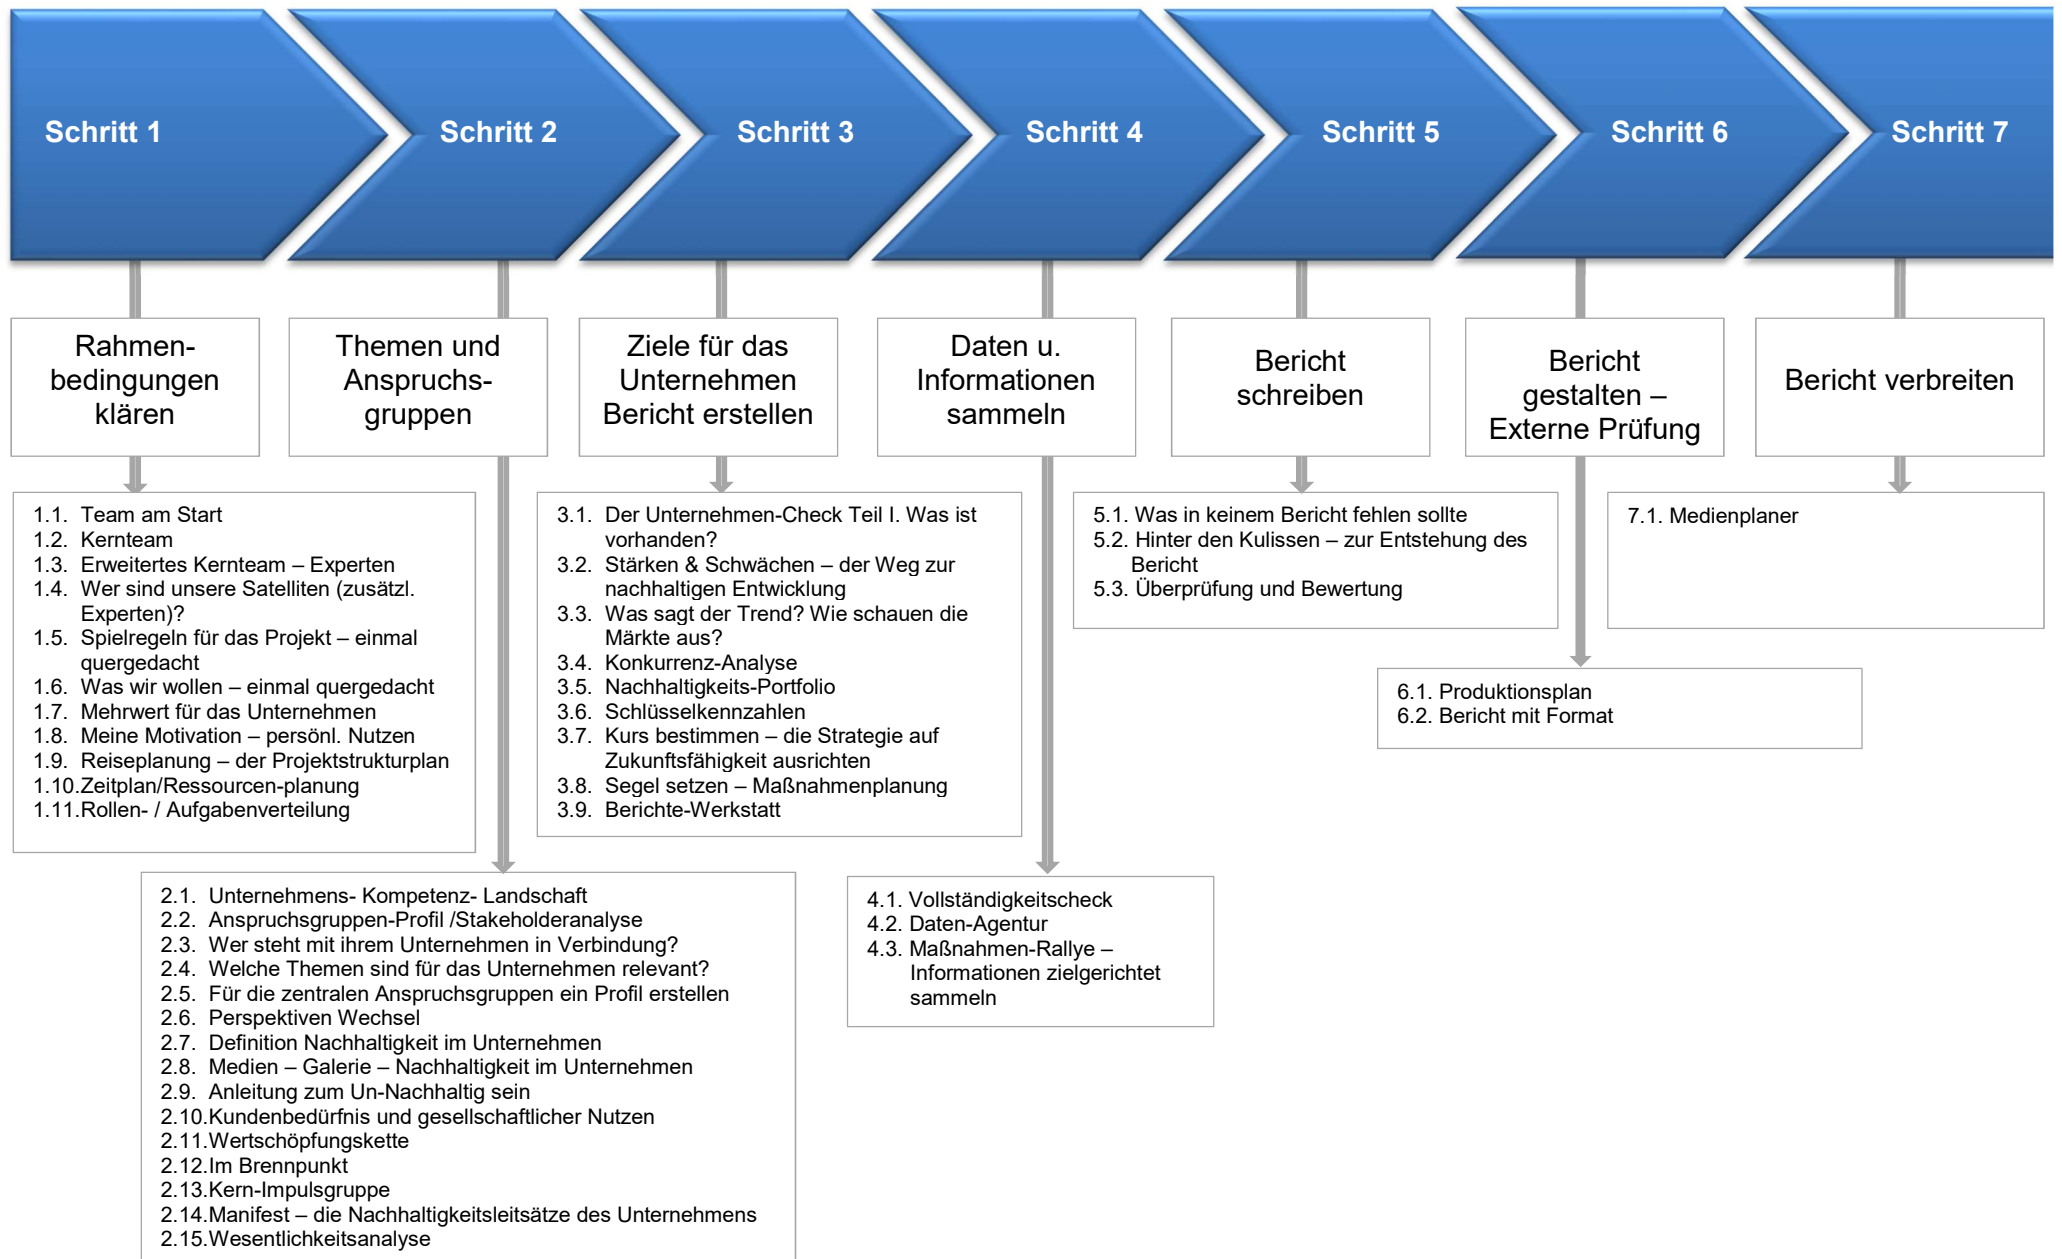 Schritt 1
Schritt 2
Schritt 3
Schritt 4
Schritt 5
Schritt 6
Schritt 7
Rahmen-
bedingungen
klären
Themen und
Anspruchs-
gruppen
Ziele für das
Unternehmen
Bericht erstellen
Daten u.
Informationen
sammeln
Bericht
schreiben
Bericht
gestalten –
Externe Prüfung
Bericht verbreiten
1.1. Team am Start
1.2. Kernteam
1.3. Erweitertes Kernteam – Experten
1.4. Wer sind unsere Satelliten (zusätzl.
Experten)?
1.5. Spielregeln für das Projekt – einmal
quergedacht
1.6. Was wir wollen – einmal quergedacht
1.7. Mehrwert für das Unternehmen
1.8. Meine Motivation – persönl. Nutzen
1.9. Reiseplanung – der Projektstrukturplan
1.10.Zeitplan/Ressourcen-planung
1.11.Rollen- / Aufgabenverteilung
2.1. Unternehmens- Kompetenz- Landschaft
2.2. Anspruchsgruppen-Profil /Stakeholderanalyse
2.3. Wer steht mit ihrem Unternehmen in Verbindung?
2.4. Welche Themen sind für das Unternehmen relevant?
2.5. Für die zentralen Anspruchsgruppen ein Profil erstellen
2.6. Perspektiven Wechsel
2.7. Definition Nachhaltigkeit im Unternehmen
2.8. Medien – Galerie – Nachhaltigkeit im Unternehmen
2.9. Anleitung zum Un-Nachhaltig sein
2.10.Kundenbedürfnis und gesellschaftlicher Nutzen
2.11.Wertschöpfungskette
2.12.Im Brennpunkt
2.13.Kern-Impulsgruppe
2.14.Manifest – die Nachhaltigkeitsleitsätze des Unternehmens
2.15.Wesentlichkeitsanalyse
3.1. Der Unternehmen-Check Teil I. Was ist
vorhanden?
3.2. Stärken & Schwächen – der Weg zur
nachhaltigen Entwicklung
3.3. Was sagt der Trend? Wie schauen die
Märkte aus?
3.4. Konkurrenz-Analyse
3.5. Nachhaltigkeits-Portfolio
3.6. Schlüsselkennzahlen
3.7. Kurs bestimmen – die Strategie auf
Zukunftsfähigkeit ausrichten
3.8. Segel setzen – Maßnahmenplanung
3.9. Berichte-Werkstatt
4.1. Vollständigkeitscheck
4.2. Daten-Agentur
4.3. Maßnahmen-Rallye –
Informationen zielgerichtet
sammeln
5.1. Was in keinem Bericht fehlen sollte
5.2. Hinter den Kulissen – zur Entstehung des
Bericht
5.3. Überprüfung und Bewertung
6.1. Produktionsplan
6.2. Bericht mit Format
7.1. Medienplaner